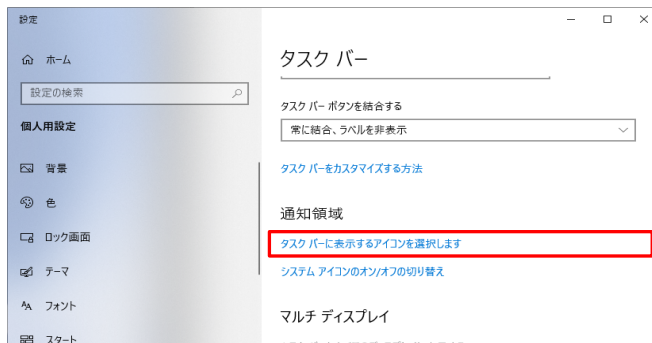 設定
ホーム
設定の検索
個人用設定
背景
色
ロック画面
テーマ
フォント
スタート
タスク バー
タスク バー ボタンを結合する
常に結合、ラベルを非表示
タスク バーをカスタマイズする方法
通知領域
タスク バーに表示するアイコンを選択します
システム アイコンのオン/オフの切り替え
マルチ ディスプレイ